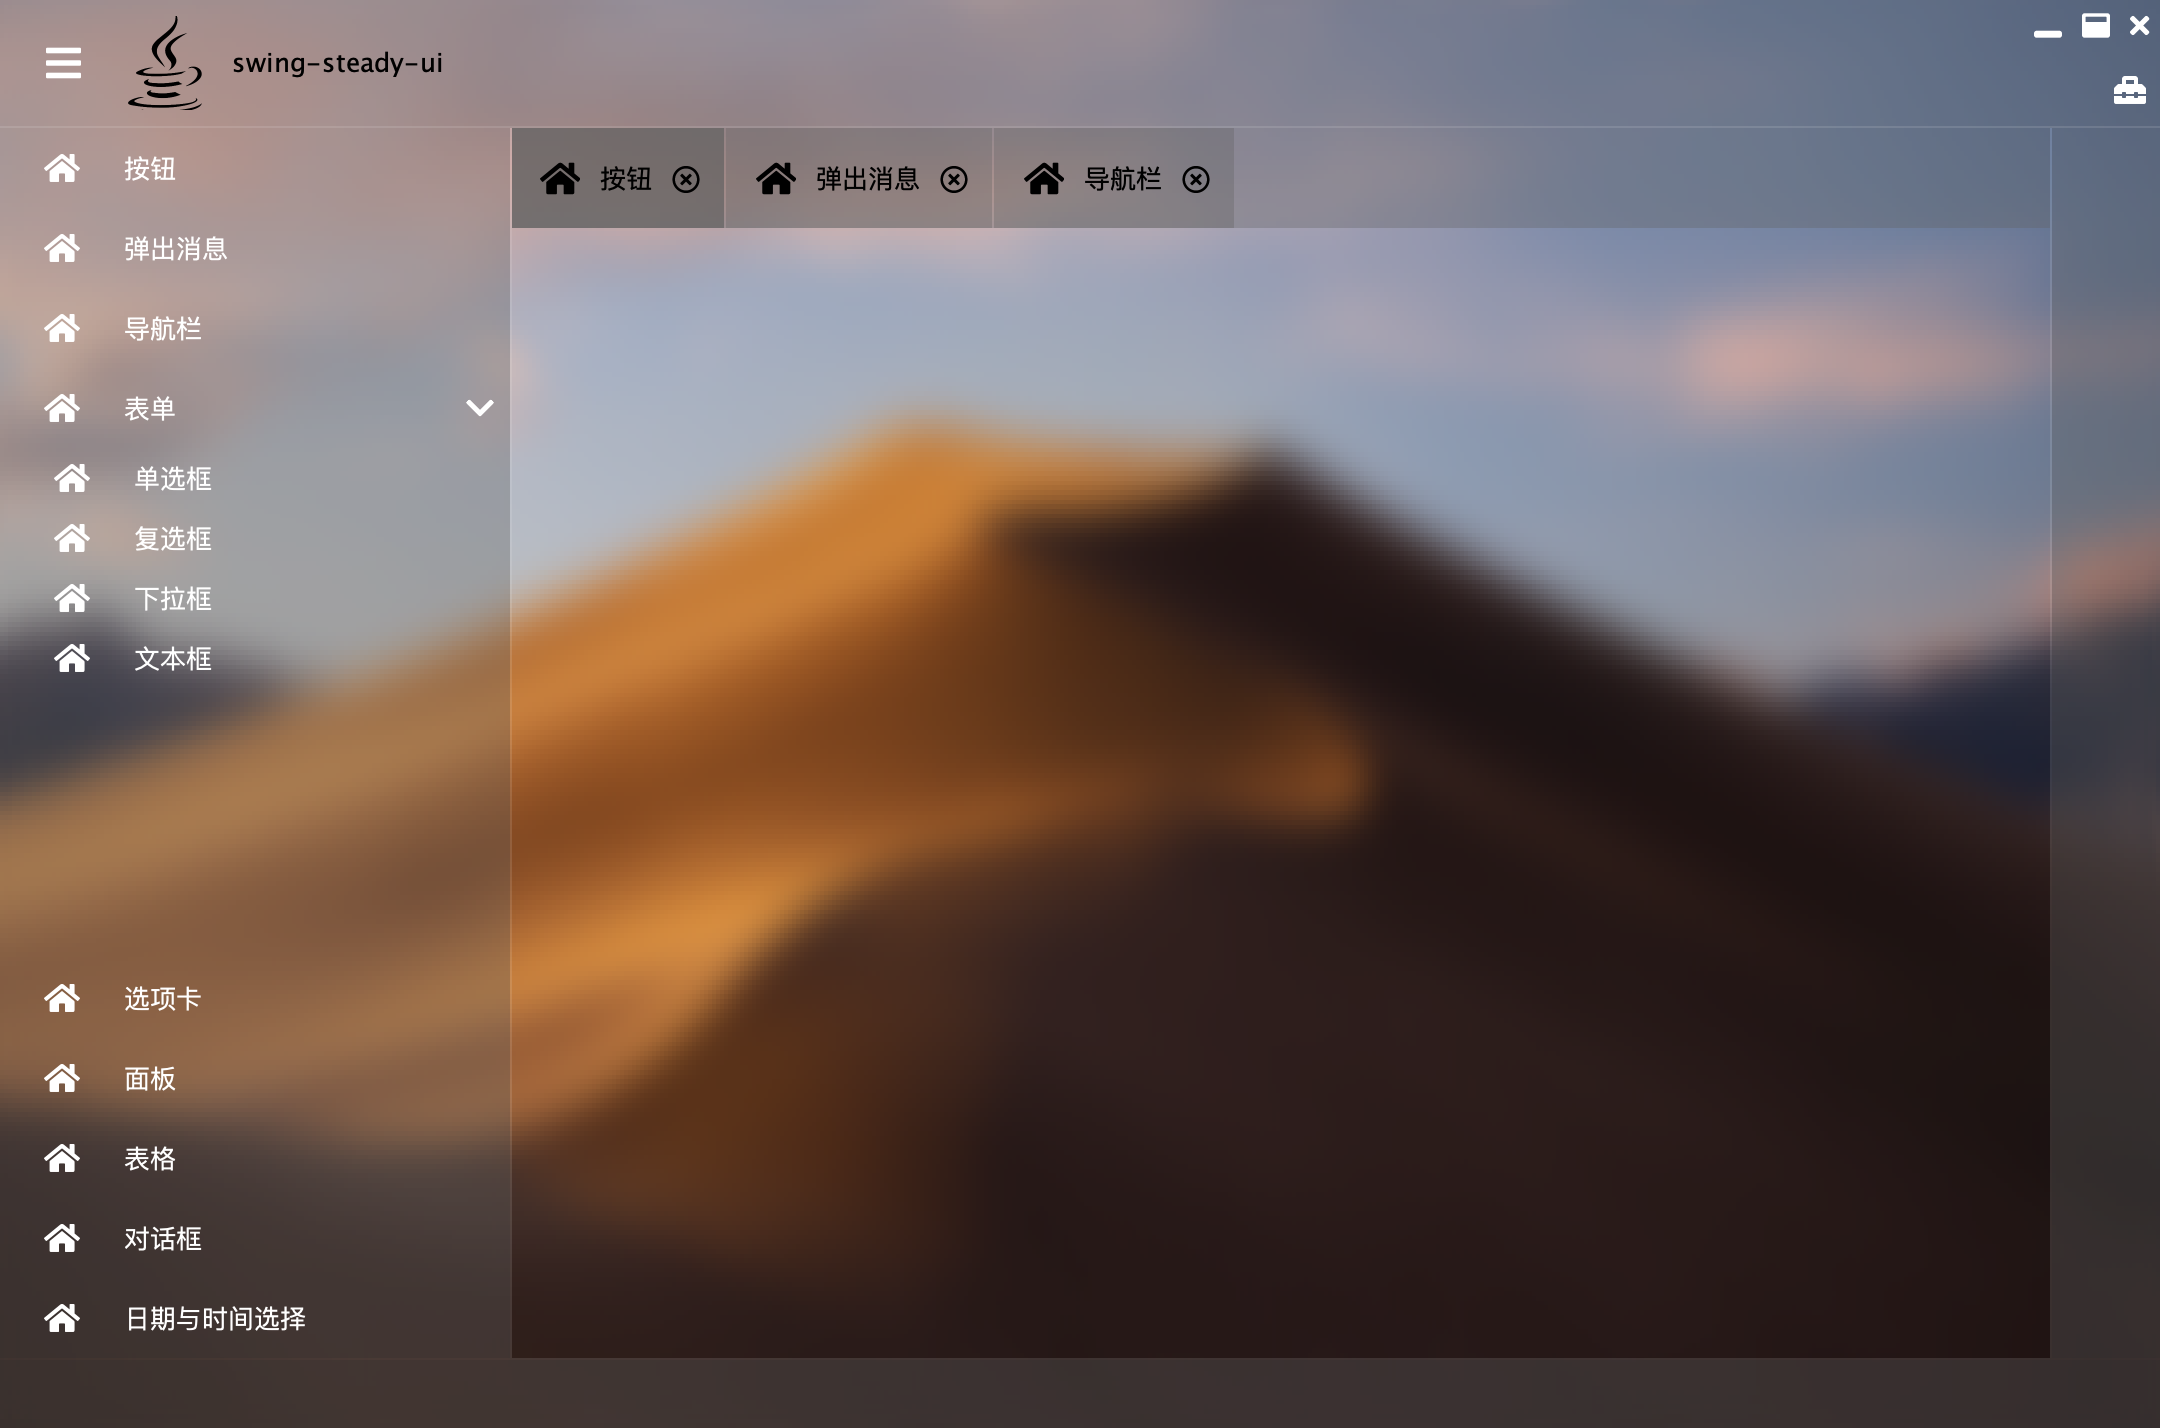 swing-steady-ui
按钮
弹出消息
导航栏
表单
单选框
复选框
下拉框
文本框
选项卡
面板
表格
对话框
日期与时间选择
按钮
弹出消息
导航栏